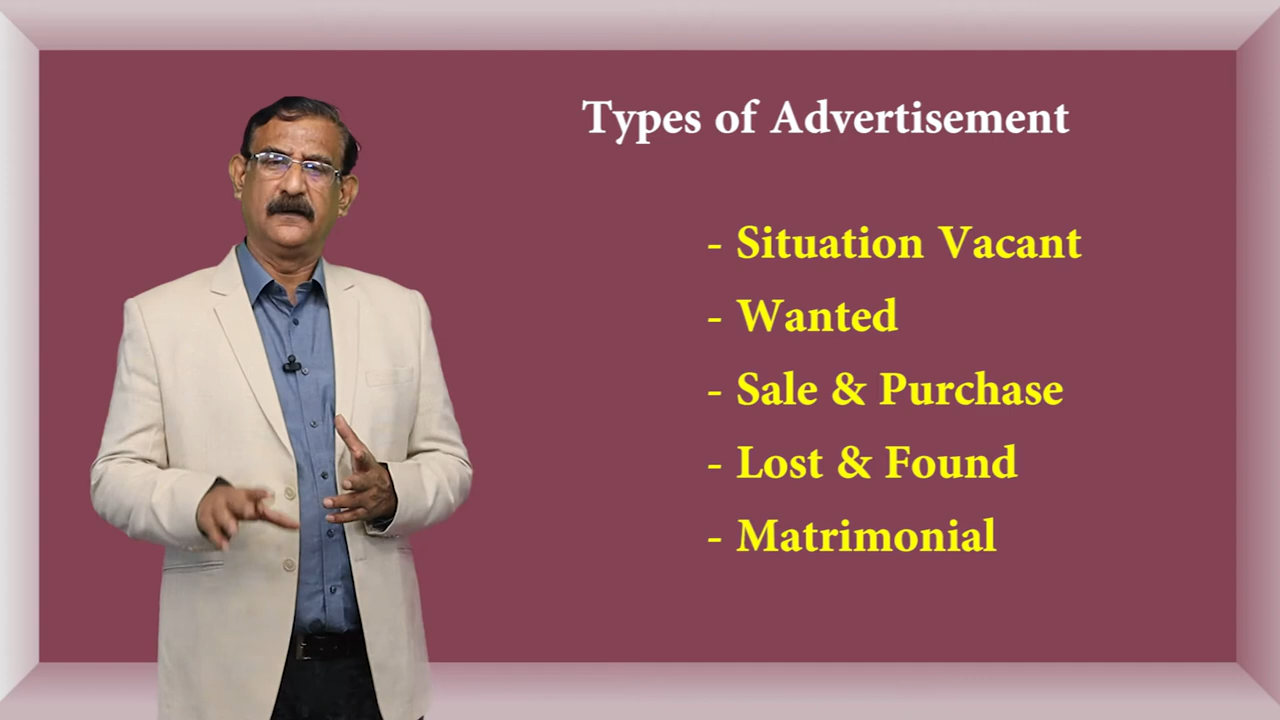 Types of Advertisement
- Situation Vacant
- Wanted
- Sale & Purchase
- Lost & Found
- Matrimonial